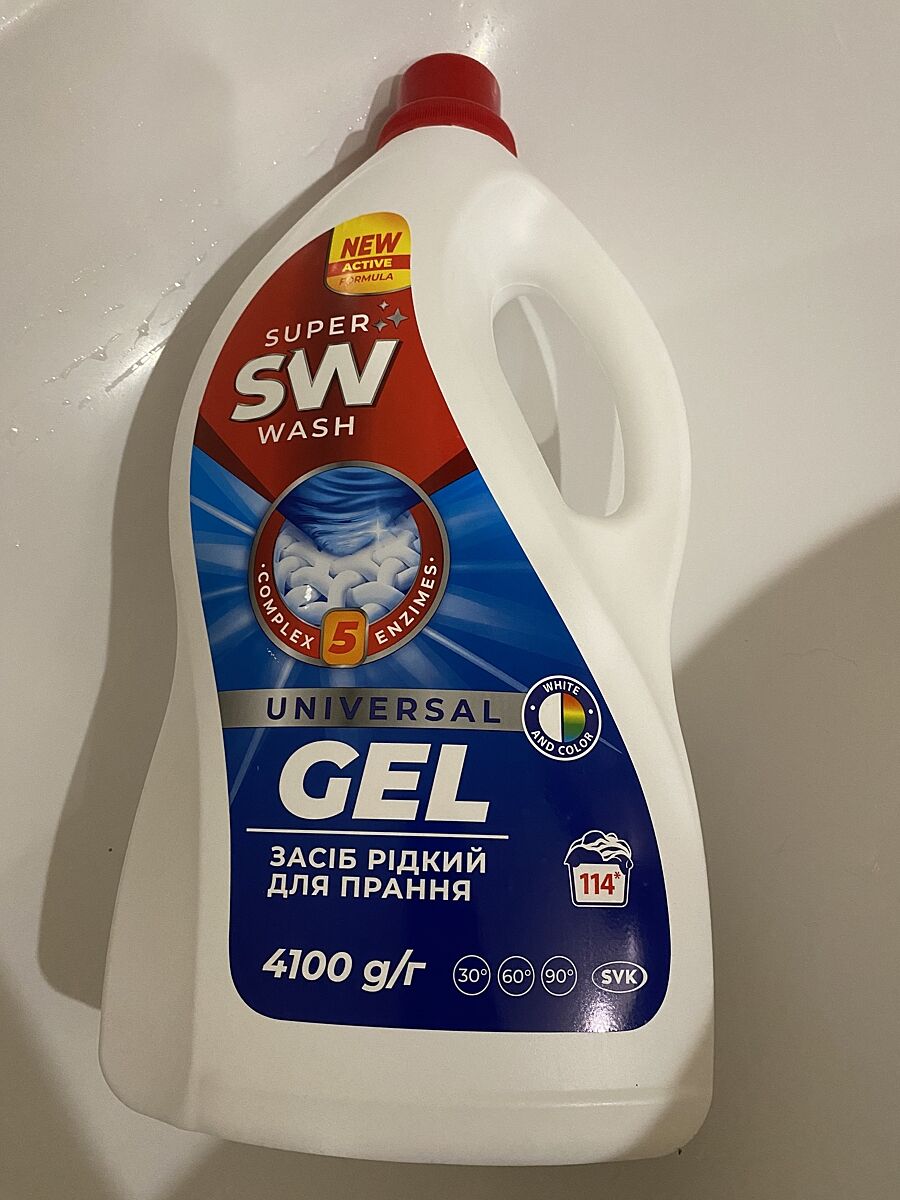 NEW
ACTIVE
FORMULA
SUPER
SW
WASH
COMPLEX 5 ENZIMES
UNIVERSAL
WHITE
AND COLOR
GEL
ЗАСІБ РІДКИЙ
ДЛЯ ПРАННЯ
114*
4100 g/г 30° 60° 90° SVK